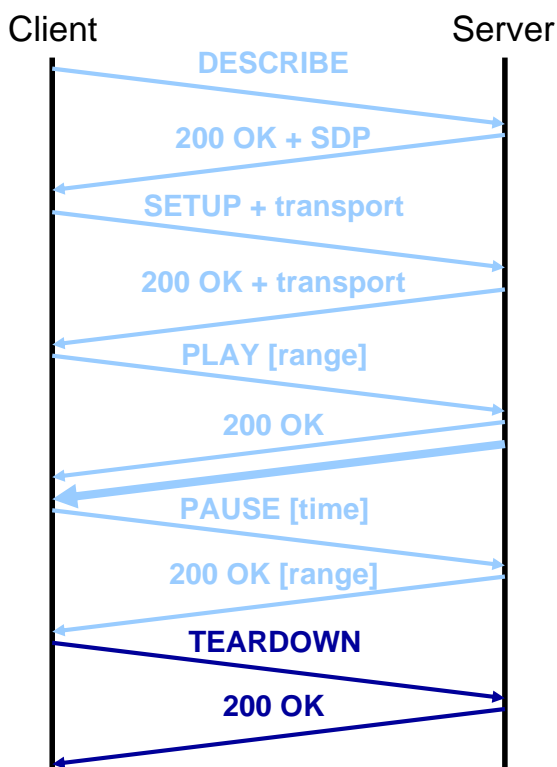 Client Server
DESCRIBE
200 OK + SDP
SETUP + transport
200 OK + transport
PLAY [range]
200 OK
PAUSE [time]
200 OK [range]
TEARDOWN
200 OK